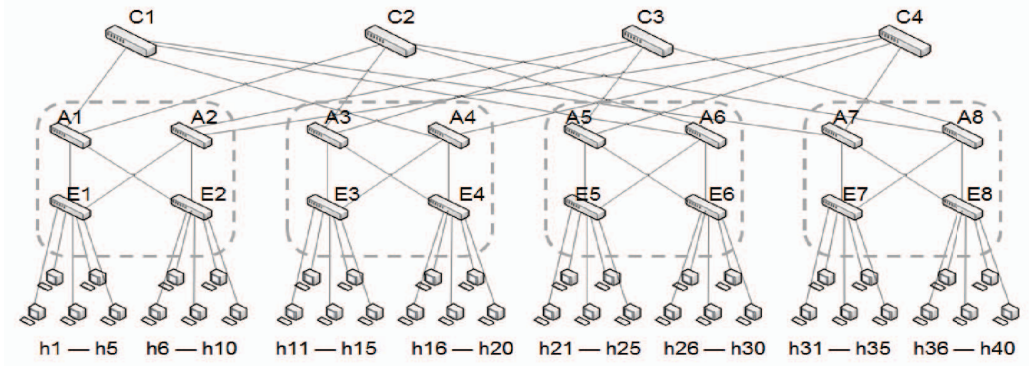 C1 C2 C3 C4
A1 A2 A3 A4 A5 A6 A7 A8
E1 E2 E3 E4 E5 E6 E7 E8
h1 — h5 h6 — h10 h11 — h15 h16 — h20 h21 — h25 h26 — h30 h31 — h35 h36 — h40